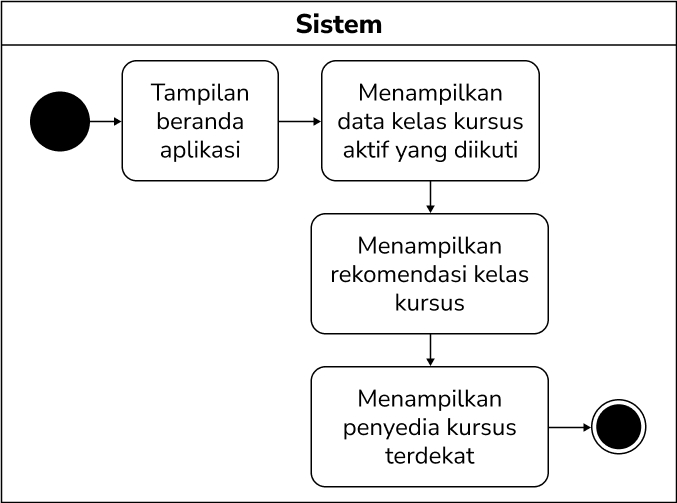 Sistem
Tampilan
beranda
aplikasi
Menampilkan
data kelas kursus
aktif yang diikuti
Menampilkan
rekomendasi kelas
kursus
Menampilkan
penyedia kursus
terdekat